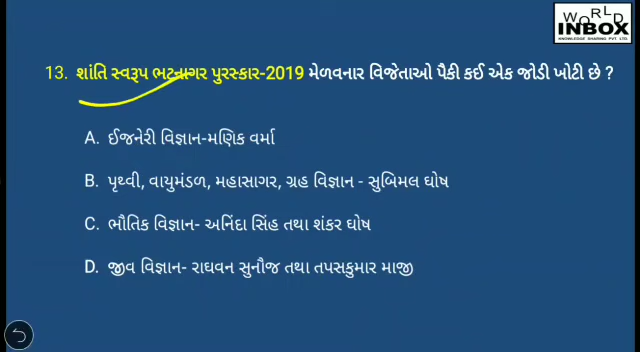 WORLD
INBOX
KNOWLEDGE SHARING PVT. LTD.
13. શાંતિ સ્વરૂપ ભટનાગર પુરસ્કાર-2019 મેળવનાર વિજેતાઓ પૈકી કઈ એક જોડી ખોટી છે ?
A. ઈજનેરી વિજ્ઞાન-મણિક વર્મા
B. પૃથ્વી, વાયુમંડળ, મહાસાગર, ગ્રહ વિજ્ઞાન - સુબિમલ ઘોષ
C. ભૌતિક વિજ્ઞાન- અનિંદા સિંહ તથા શંકર ઘોષ
D. જીવ વિજ્ઞાન- રાઘવન સુનૌજ તથા તપસકુમાર માજી